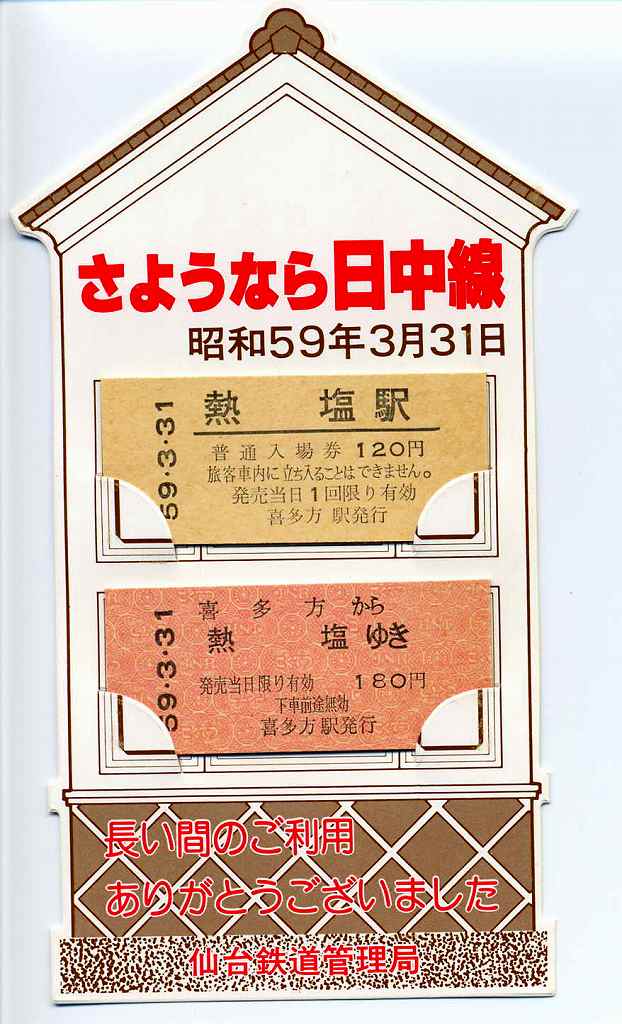 さようなら日中線
昭和59年3月31日
59.3.31
熱 塩駅
普通入場券 120円
旅客車内に立ち入ることはできません。
発売当日1回限り有効
喜多方 駅発行
59.3.31
喜多方から
熱 塩ゆき
発売当日限り有効 180円
下車前途無効
喜多方駅発行
長い間のご利用
ありがとうございました
仙台鉄道管理局